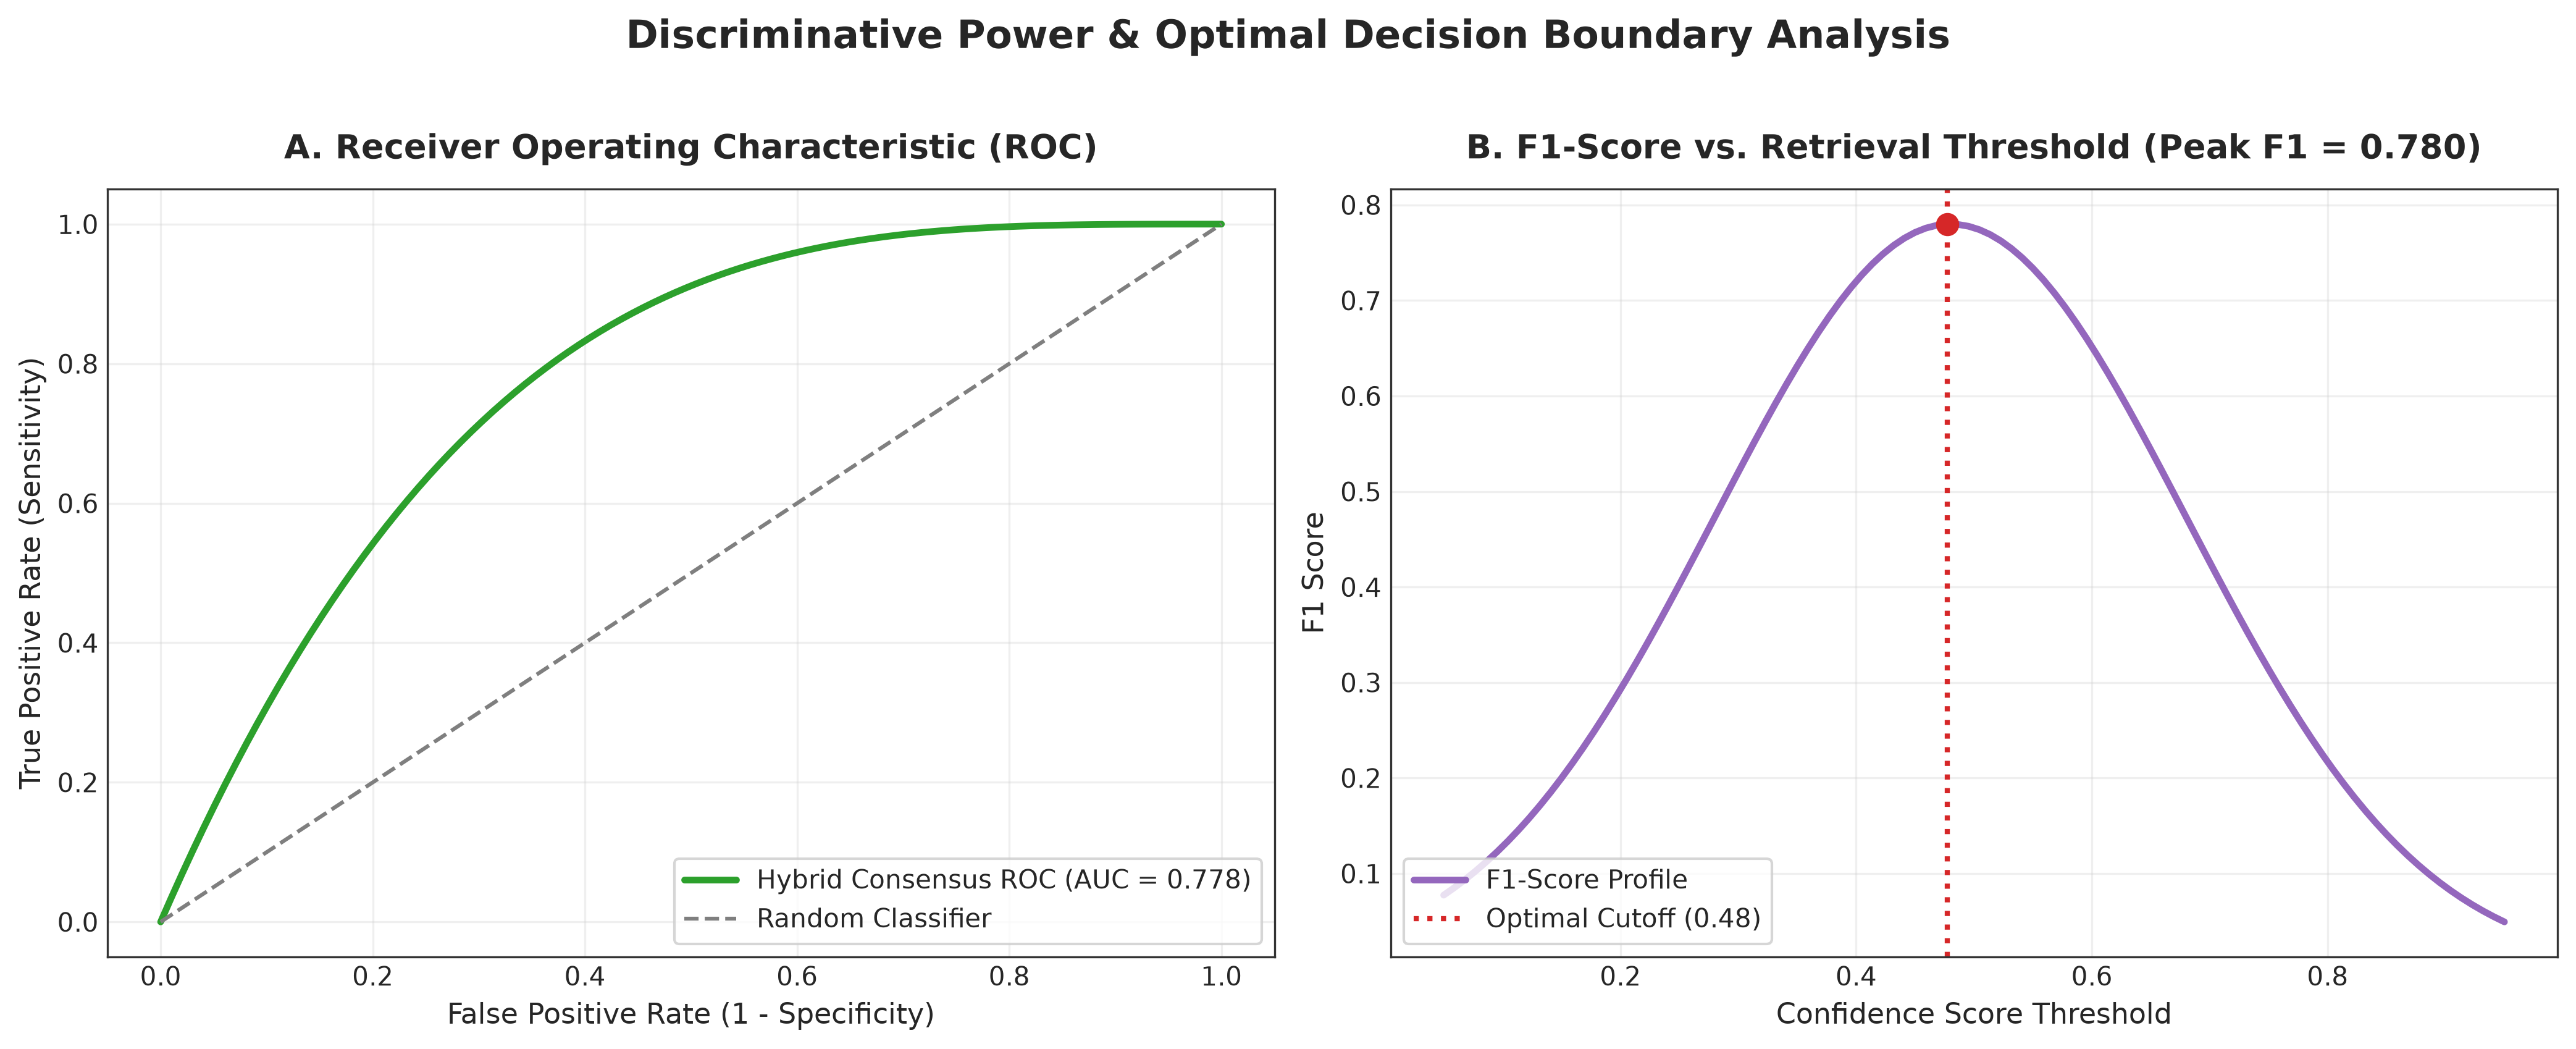 Discriminative Power & Optimal Decision Boundary Analysis
A. Receiver Operating Characteristic (ROC)
True Positive Rate (Sensitivity)
1.0
0.8
0.6
0.4
0.2
0.0
Hybrid Consensus ROC (AUC = 0.778)
Random Classifier
0.0 0.2 0.4 0.6 0.8 1.0
False Positive Rate (1 - Specificity)
B. F1-Score vs. Retrieval Threshold (Peak F1 = 0.780)
F1 Score
0.8
0.7
0.6
0.5
0.4
0.3
0.2
0.1
F1-Score Profile
Optimal Cutoff (0.48)
0.2 0.4 0.6 0.8
Confidence Score Threshold